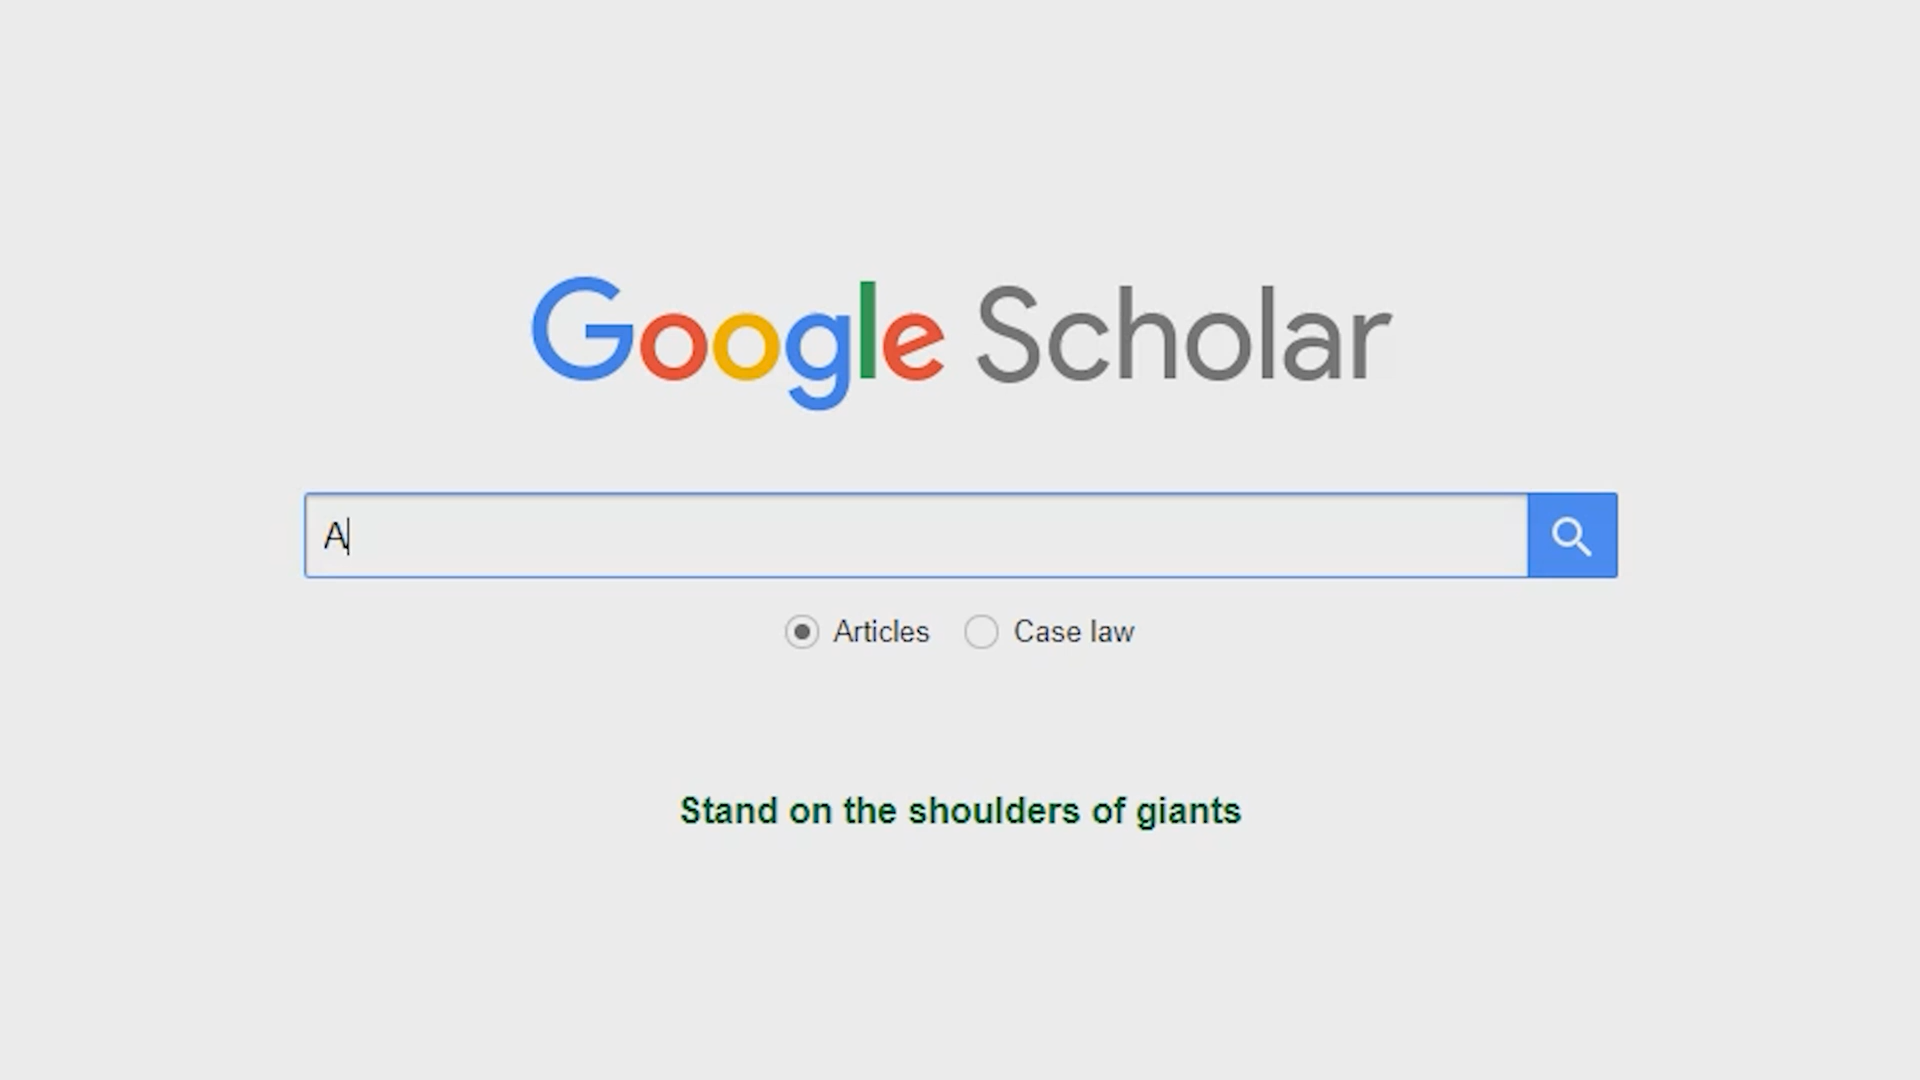 Google Scholar
A
Articles Case law
Stand on the shoulders of giants